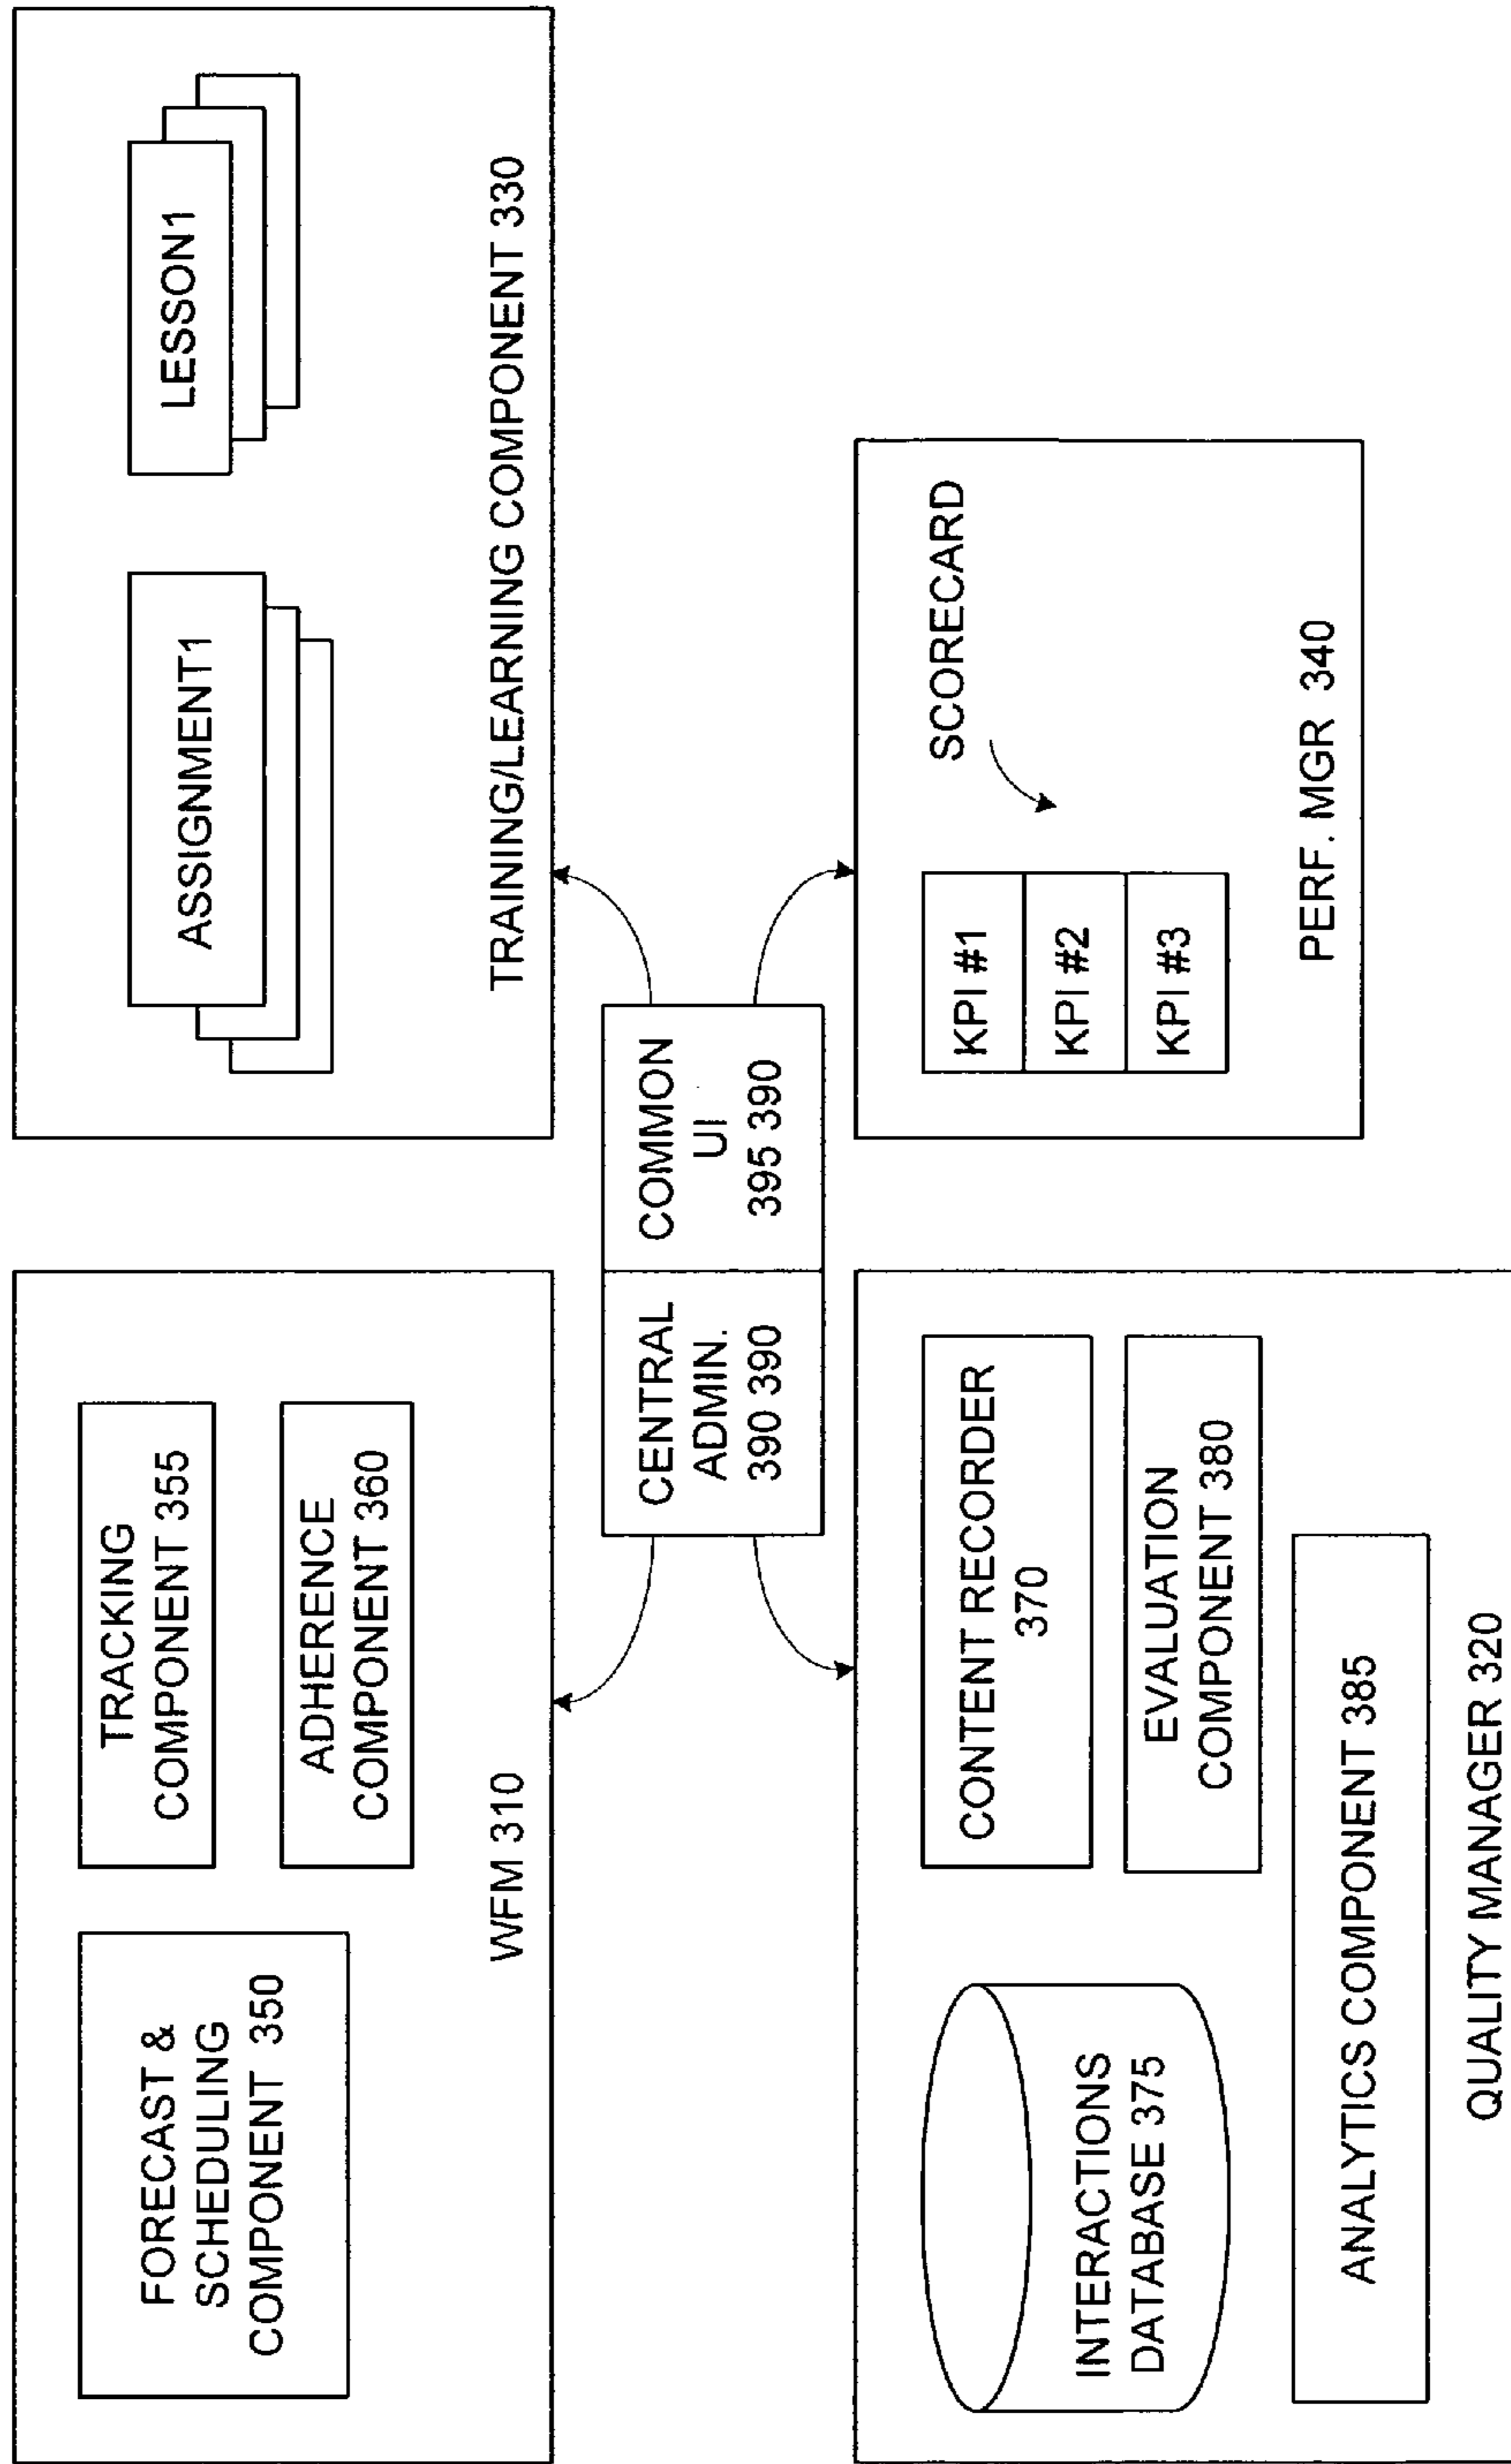 FORECAST &
SCHEDULING
COMPONENT 350
TRACKING
COMPONENT 355
ADHERENCE
COMPONENT 360
WFM 310
ASSIGNMENT1
LESSON1
TRAINING/LEARNING COMPONENT 330
CENTRAL
ADMIN.
390 390
COMMON
UI
395 390
INTERACTIONS
DATABASE 375
CONTENT RECORDER
370
EVALUATION
COMPONENT 380
ANALYTICS COMPONENT 385
QUALITY MANAGER 320
KPI #1
KPI #2
KPI #3
SCORECARD
PERF. MGR 340